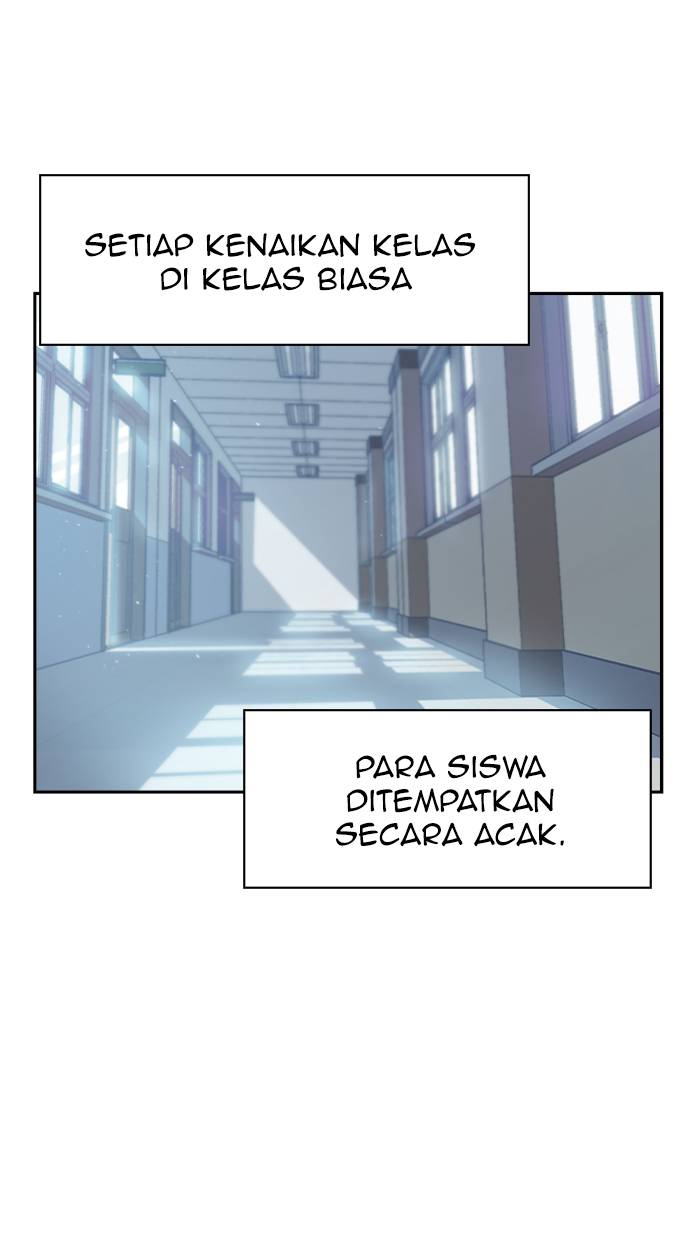 SETIAP KENAIKAN KELAS
DI KELAS BIASA
PARA SISWA
DITEMPATKAN
SECARA ACAK.